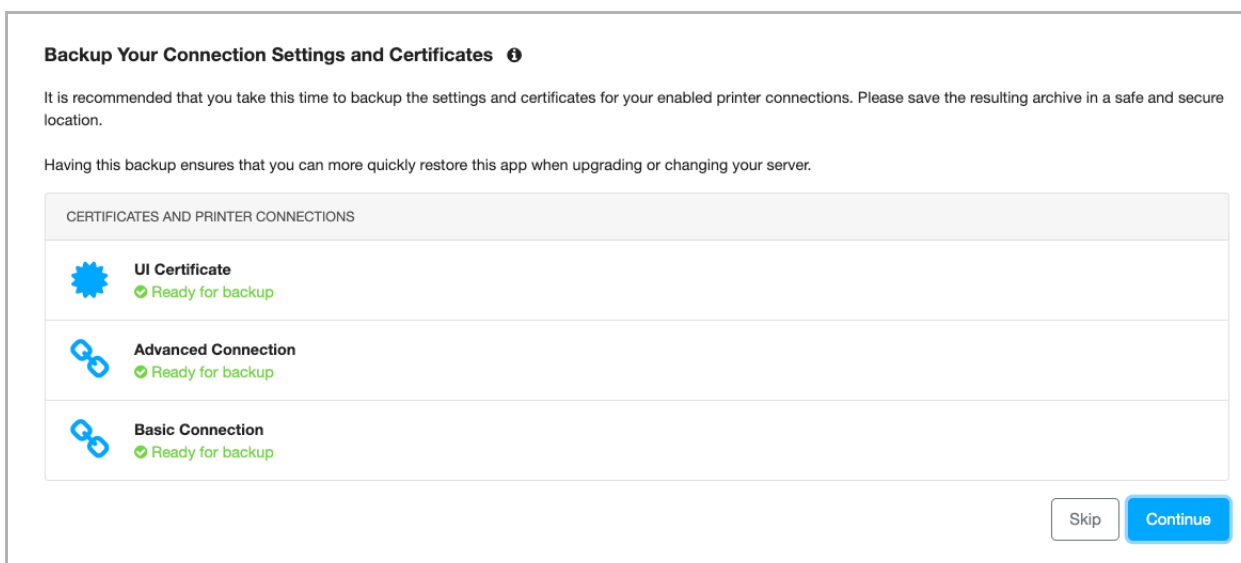 Backup Your Connection Settings and Certificates
It is recommended that you take this time to backup the settings and certificates for your enabled printer connections. Please save the resulting archive in a safe and secure
location.
Having this backup ensures that you can more quickly restore this app when upgrading or changing your server.
CERTIFICATES AND PRINTER CONNECTIONS
UI Certificate
Ready for backup
Advanced Connection
Ready for backup
Basic Connection
Ready for backup
Skip Continue